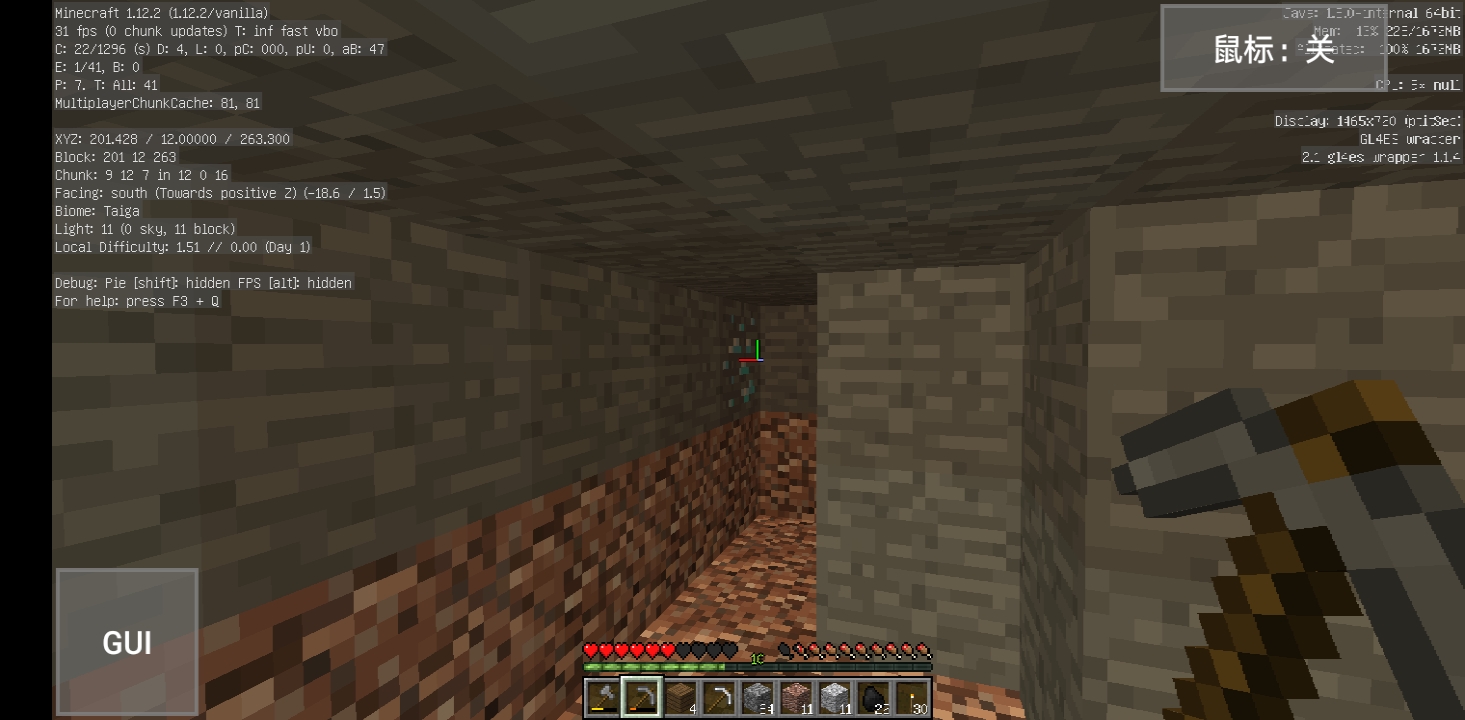 Minecraft 1.12.2 (1.12.2/vanilla)
31 fps (0 chunk updates) T: inf fast vbo
C: 22/1296 (s) D: 4, L: 0, pC: 000, pU: 0, aB: 47
E: 1/41, B: 0
P: 7. T: All: 41
MultiplayerChunkCache: 81, 81
XYZ: 201.428 / 12.00000 / 263.300
Block: 201 12 263
Chunk: 9 12 7 in 12 0 16
Facing: south (Towards positive Z) (-18.6 / 1.5)
Biome: Taiga
Light: 11 (0 sky, 11 block)
Local Difficulty: 1.51 // 0.00 (Day 1)
Debug: Pie [shift]: hidden FPS [alt]: hidden
For help: press F3 + Q
64bit
鼠标: 关
100%
null
Display:
GL4ES wrapper
2.1 gl4es wrapper 1.1.4
GUI
4
11
11
30